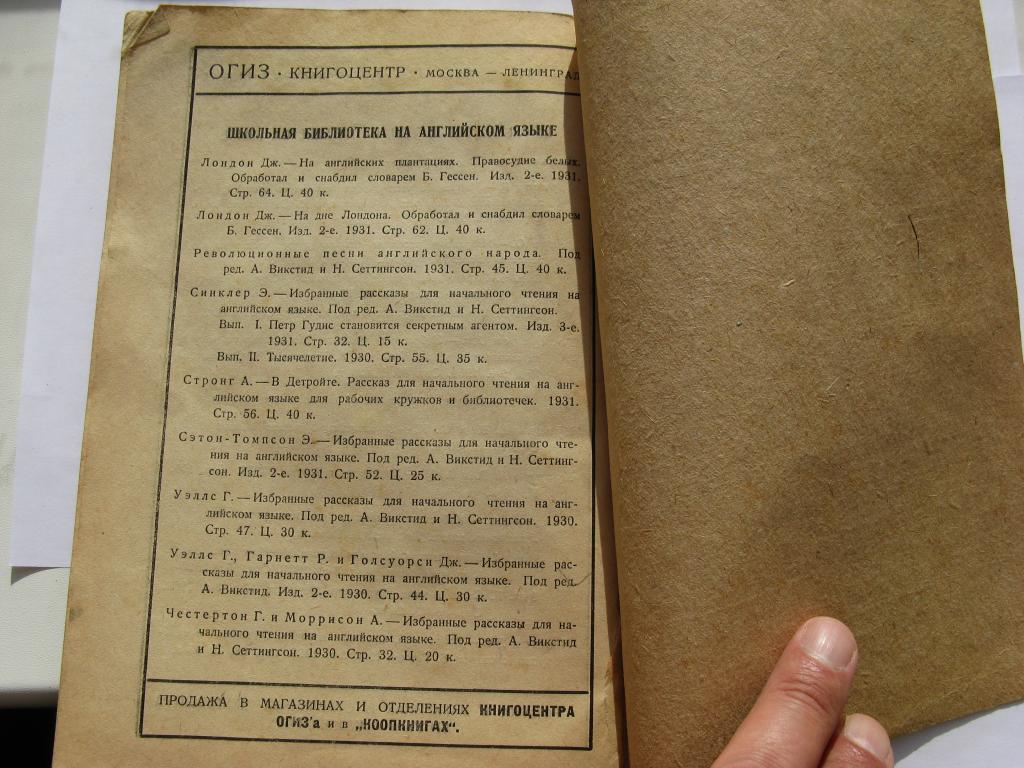 ОГИЗ · КНИГОЦЕНТР · МОСКВА — ЛЕНИНГРАД
ШКОЛЬНАЯ БИБЛИОТЕКА НА АНГЛИЙСКОМ ЯЗЫКЕ
Лондон Дж. — На английских плантациях. Правосудие белых.
Обработал и снабдил словарем Б. Гессен. Изд. 2-е. 1931.
Стр. 64. Ц. 40 к.
Лондон Дж. — На дне Лондона. Обработал и снабдил словарем
Б. Гессен. Изд. 2-е. 1931. Стр. 62. Ц. 40 к.
Революционные песни английского народа. Под
ред. А. Викстид и Н. Сеттингсон. 1931. Стр. 45. Ц. 40 к.
Синклер Э. — Избранные рассказы для начального чтения на
английском языке. Под ред. А. Викстид и Н. Сеттингсон.
Вып. I. Петр Гудис становится секретным агентом. Изд. 3-е.
1931. Стр. 32. Ц. 15 к.
Вып. II. Тысячелетие. 1930. Стр. 55. Ц. 35 к.
Стронг А. — В Детройте. Рассказ для начального чтения на анг-
лийском языке для рабочих кружков и библиотечек. 1931.
Стр. 56. Ц. 40 к.
Сэтон-Томпсон Э. — Избранные рассказы для начального чте-
ния на английском языке. Под ред. А. Викстид и Н. Сеттинг-
сон. Изд. 2-е. 1931. Стр. 52. Ц. 25 к.
Уэллс Г. — Избранные рассказы для начального чтения на анг-
лийском языке. Под ред. А. Викстид и Н. Сеттингсон. 1930.
Стр. 47. Ц. 30 к.
Уэллс Г., Гарнетт Р. и Голсуорси Дж. — Избранные рас-
сказы для начального чтения на английском языке. Под ред.
А. Викстид. Изд. 2-е. 1930. Стр. 44. Ц. 30 к.
Честертон Г. и Моррисон А. — Избранные рассказы для на-
чального чтения на английском языке. Под ред. А. Викстид
и Н. Сеттингсон. 1930. Стр. 32. Ц. 20 к.
ПРОДАЖА В МАГАЗИНАХ И ОТДЕЛЕНИЯХ КНИГОЦЕНТРА
ОГИЗ'а и в „КООПКНИГАХ“.